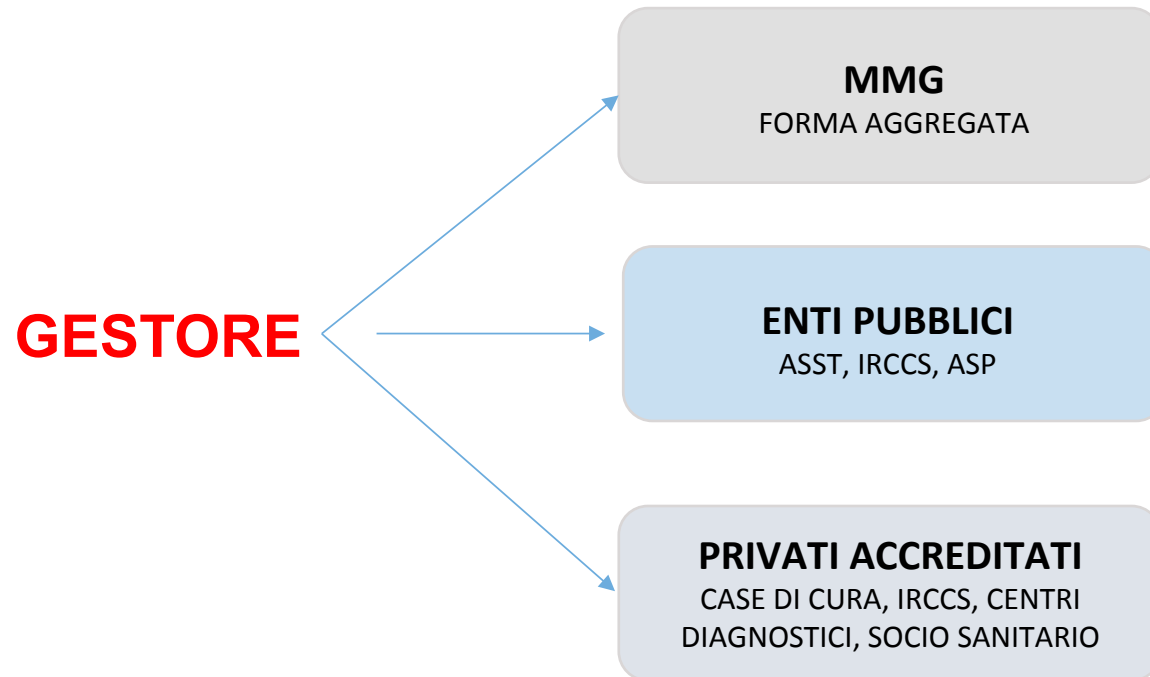 GESTORE
MMG
FORMA AGGREGATA
ENTI PUBBLICI
ASST, IRCCS, ASP
PRIVATI ACCREDITATI
CASE DI CURA, IRCCS, CENTRI
DIAGNOSTICI, SOCIO SANITARIO